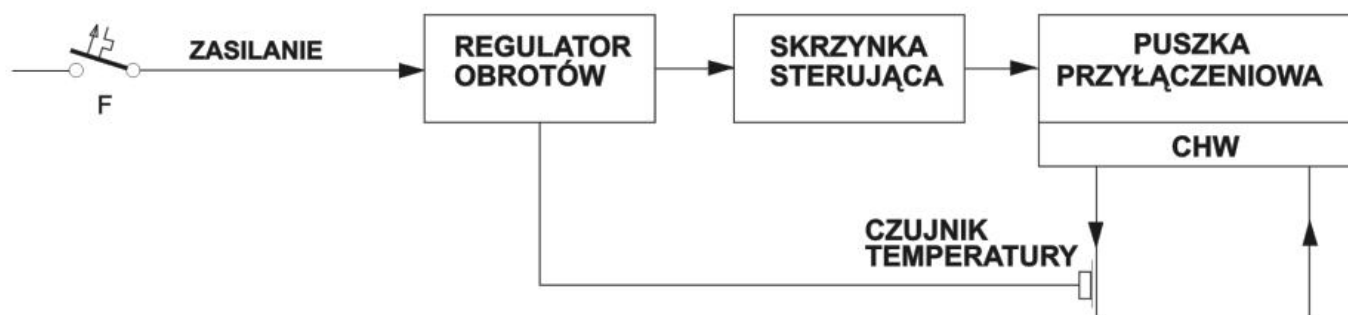 ZASILANIE
F
REGULATOR
OBROTÓW
SKRZYNKA
STERUJĄCA
PUSZKA
PRZYŁĄCZENIOWA
CHW
CZUJNIK
TEMPERATURY